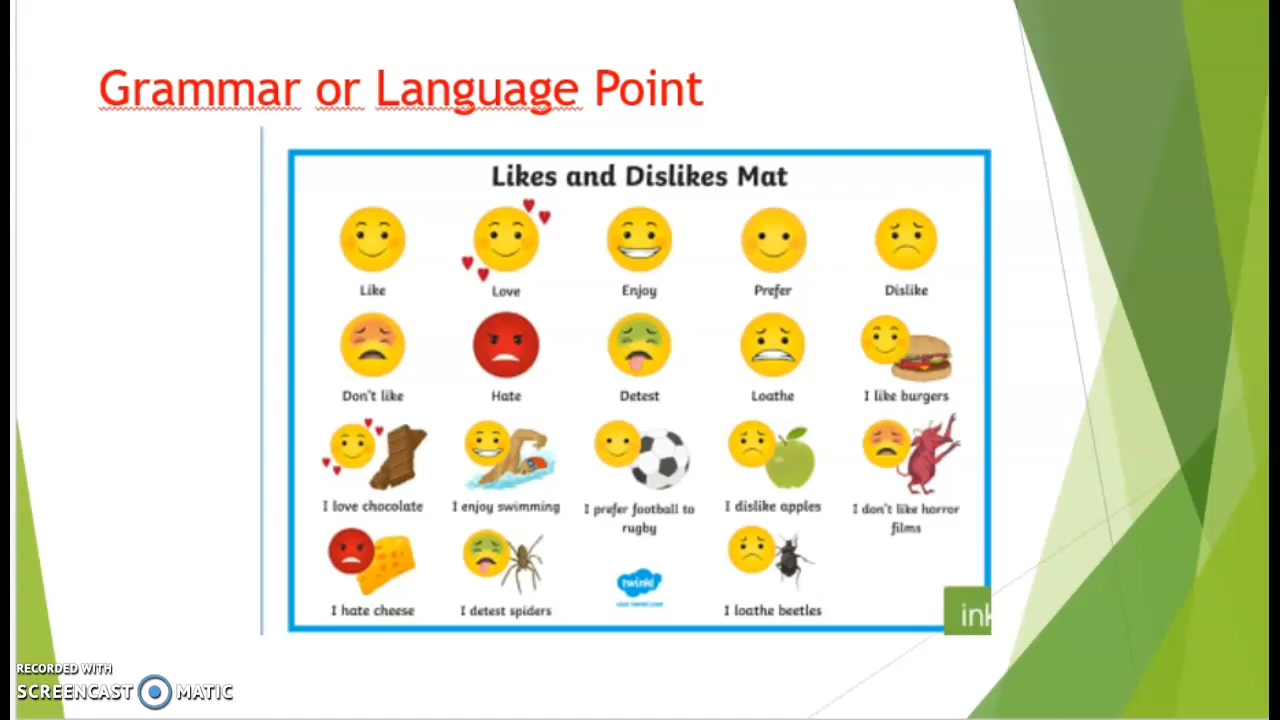 Grammar or Language Point
Likes and Dislikes Mat
Like
Love
Enjoy
Prefer
Dislike
Don't like
Hate
Detest
Loathe
I like burgers
I love chocolate
I enjoy swimming
I prefer football to
rugby
I dislike apples
I don't like horror
films
I hate cheese
I detest spiders
twinkl
I loathe beetles
ink
RECORDED WITH
SCREENCAST MATIC